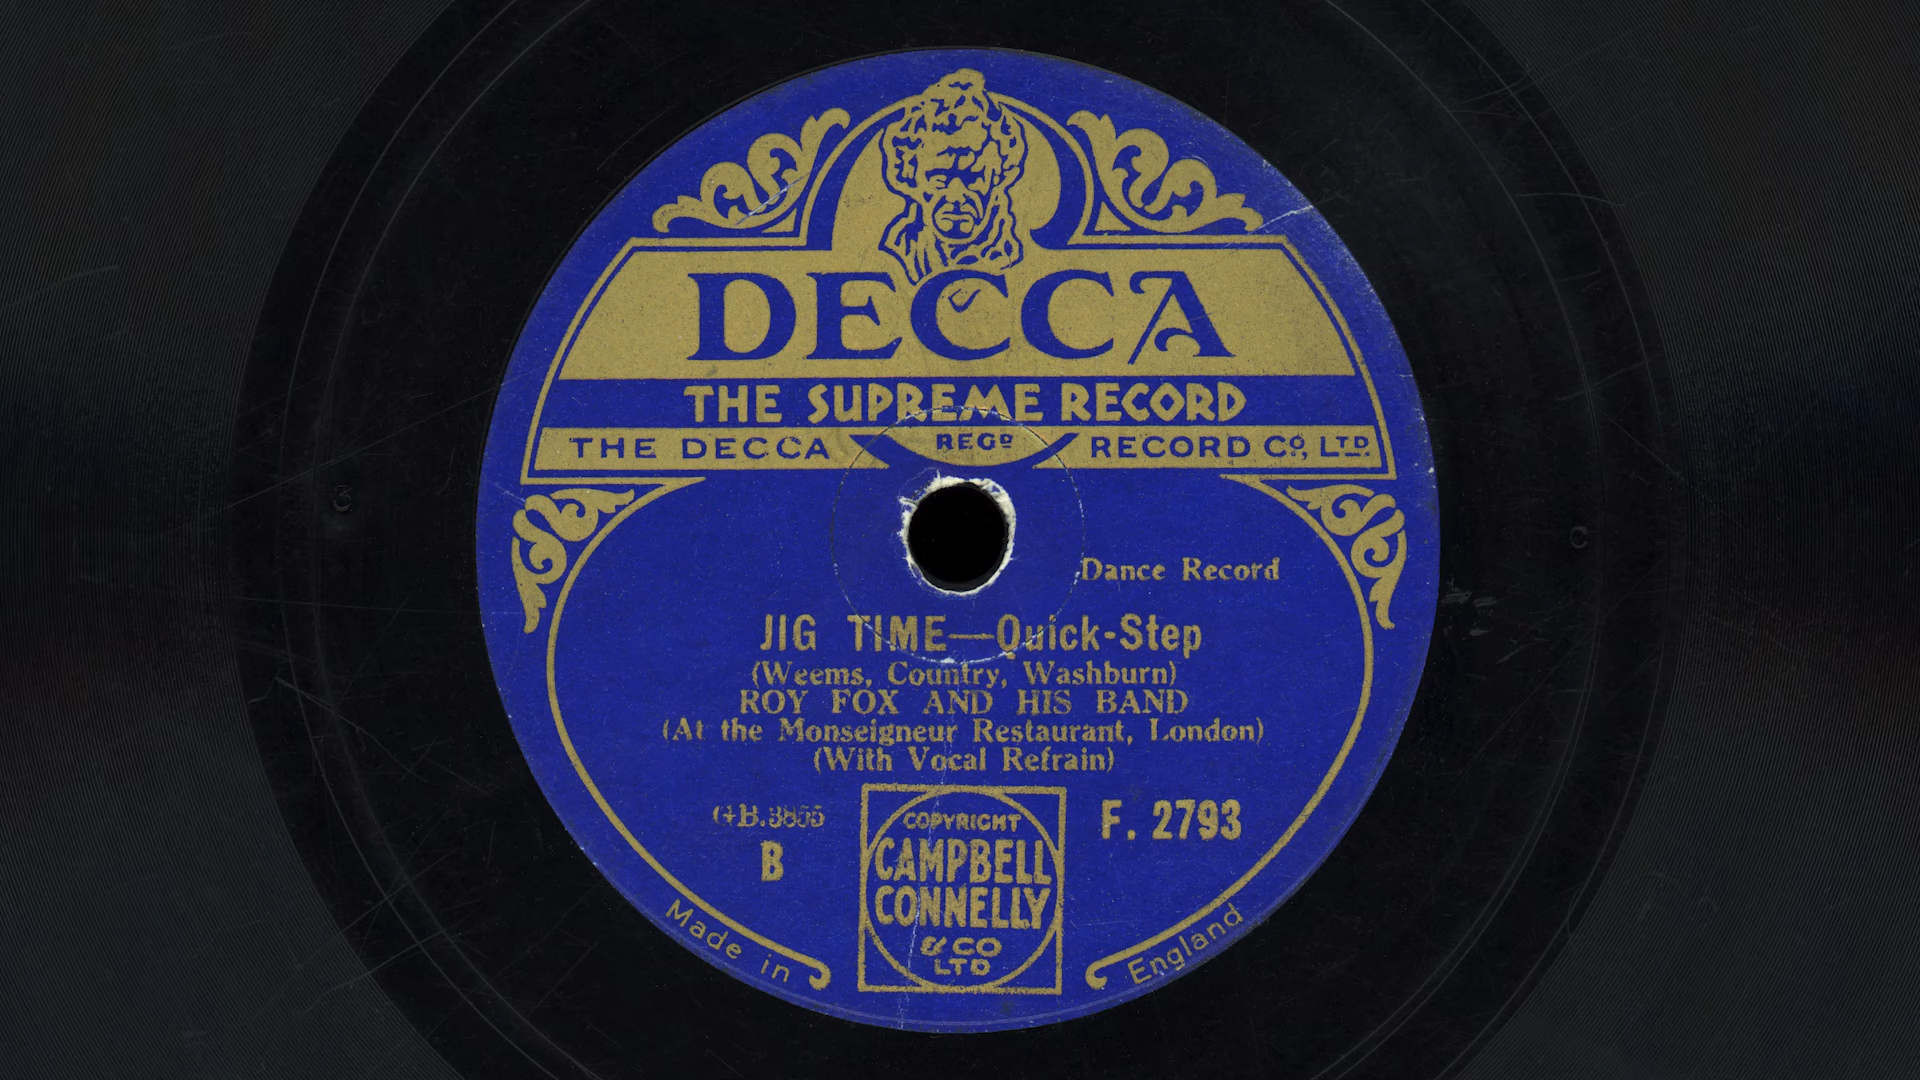 DECCA
THE SUPREME RECORD
THE DECCA REGD RECORD CO., LTD.
Dance Record
JIG TIME—Quick-Step
(Weems, Country, Washburn)
ROY FOX AND HIS BAND
(At the Monseigneur Restaurant, London)
(With Vocal Refrain)
F. 2793
B
COPYRIGHT
CAMPBELL
CONNELLY
& CO
LTD
Made in England
3
C